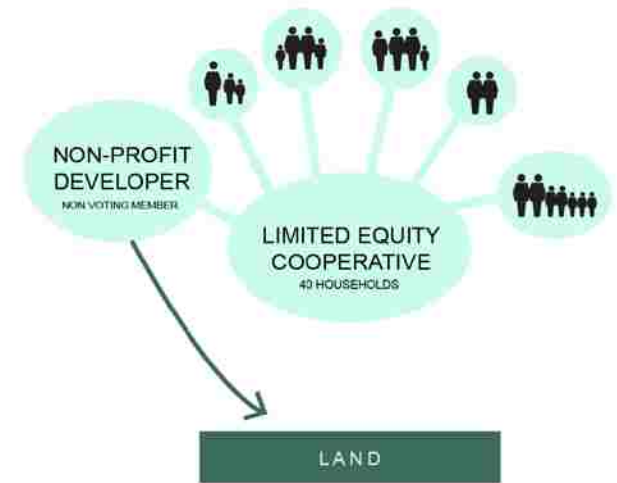 NON-PROFIT
DEVELOPER
NON VOTING MEMBER
LIMITED EQUITY
COOPERATIVE
40 HOUSEHOLDS
LAND